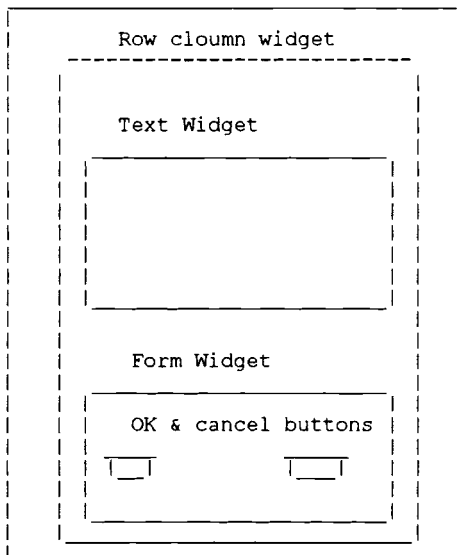 Row cloumn widget
Text Widget
Form Widget
OK & cancel buttons